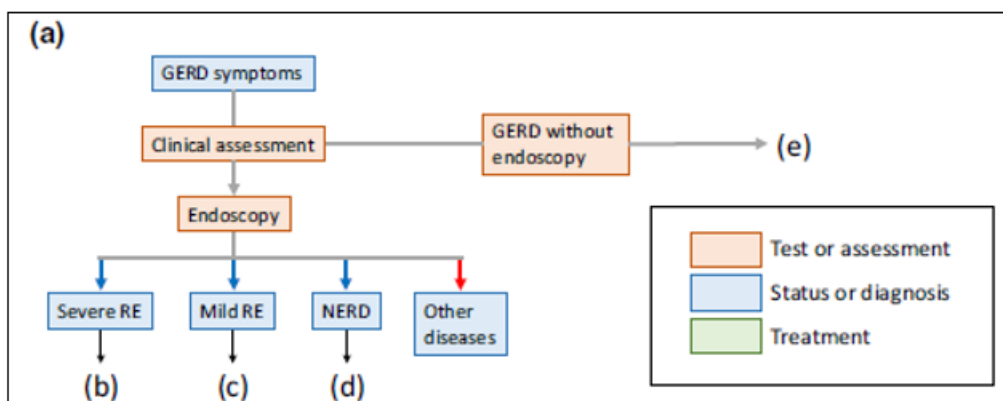 (a)
GERD symptoms
Clinical assessment
GERD without
endoscopy
(e)
Endoscopy
Severe RE
Mild RE
NERD
Other
diseases
(b)
(c)
(d)
Test or assessment
Status or diagnosis
Treatment